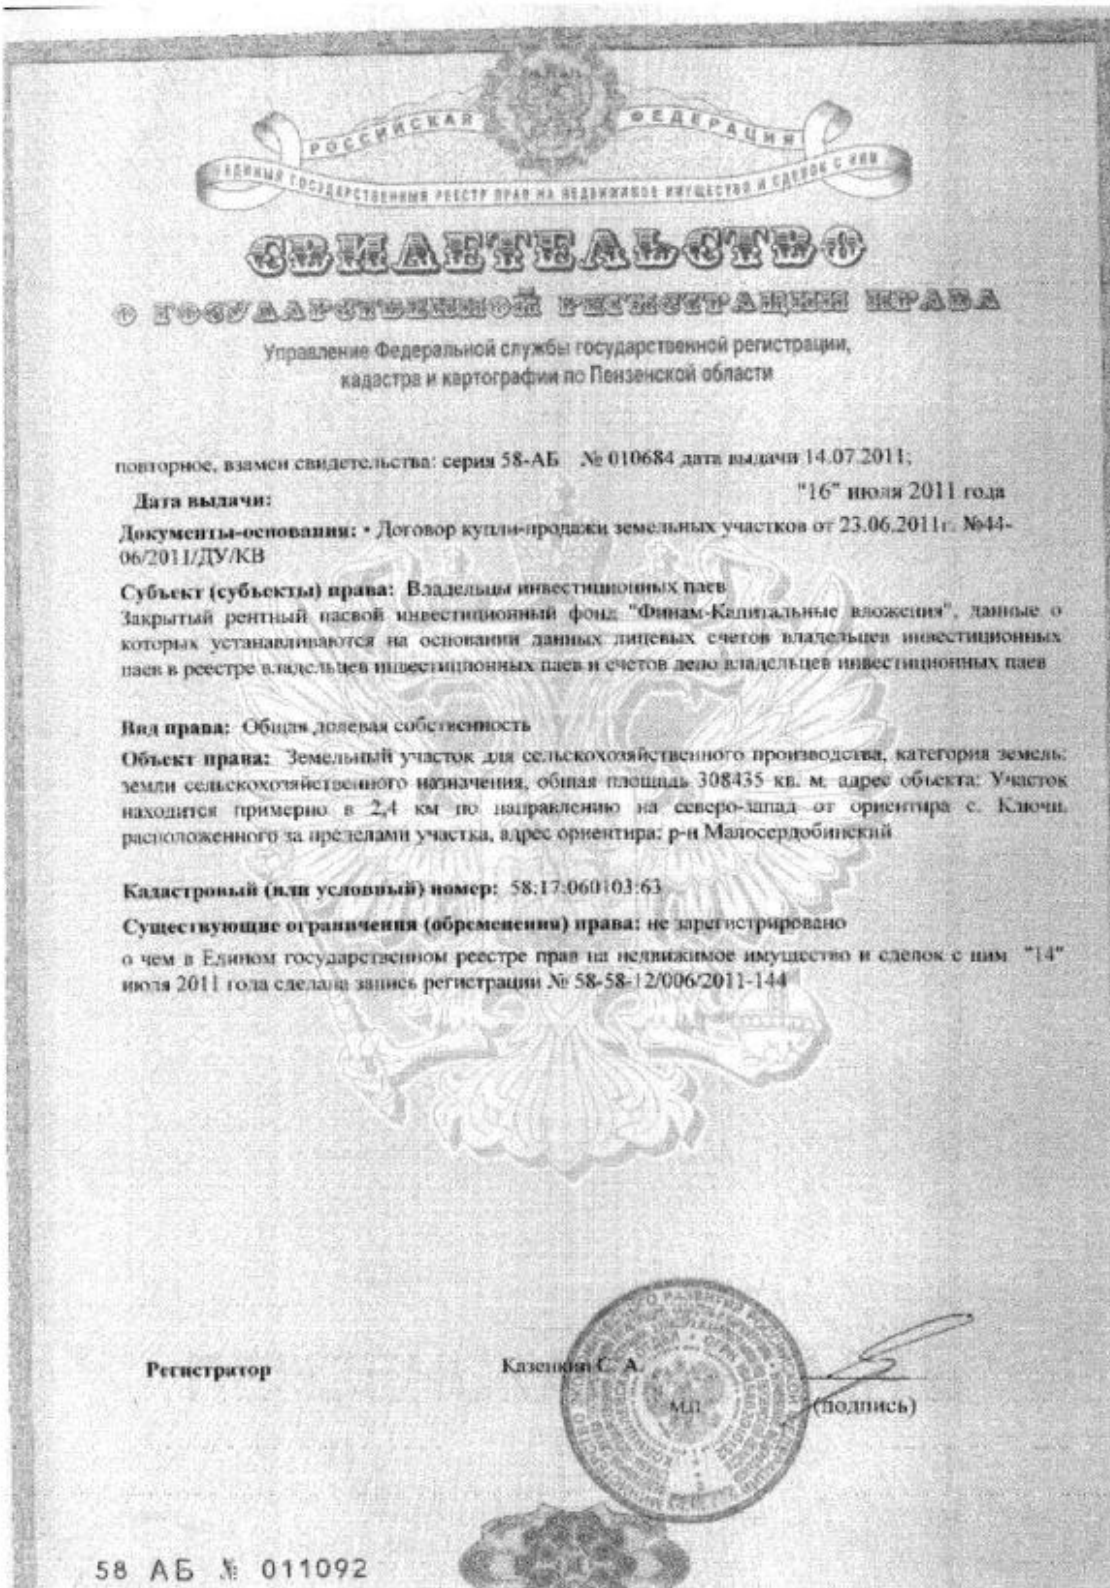 РОССИЙСКАЯ ФЕДЕРАЦИЯ
ЕДИНЫЙ ГОСУДАРСТВЕННЫЙ РЕЕСТР ПРАВ НА НЕДВИЖИМОЕ ИМУЩЕСТВО И СДЕЛОК С НИМ
СВИДЕТЕЛЬСТВО
О ГОСУДАРСТВЕННОЙ РЕГИСТРАЦИИ ПРАВА
Управление Федеральной службы государственной регистрации,
кадастра и картографии по Пензенской области
повторное, взамен свидетельства: серия 58-АБ № 010684 дата выдачи 14.07.2011;
Дата выдачи: "16" июля 2011 года
Документы-основания: • Договор купли-продажи земельных участков от 23.06.2011г. №44-
06/2011/ДУ/КВ
Субъект (субъекты) права: Владельцы инвестиционных паев
Закрытый рентный паевой инвестиционный фонд "Финам-Капитальные вложения", данные о
которых устанавливаются на основании данных лицевых счетов владельцев инвестиционных
паев в реестре владельцев инвестиционных паев и счетов депо владельцев инвестиционных паев
Вид права: Общая долевая собственность
Объект права: Земельный участок для сельскохозяйственного производства, категория земель:
земли сельскохозяйственного назначения, общая площадь 308435 кв. м, адрес объекта: Участок
находится примерно в 2,4 км по направлению на северо-запад от ориентира с. Ключи,
расположенного за пределами участка, адрес ориентира: р-н Малосердобинский
Кадастровый (или условный) номер: 58:17:060103:63
Существующие ограничения (обременения) права: не зарегистрировано
о чем в Едином государственном реестре прав на недвижимое имущество и сделок с ним "14"
июля 2011 года сделана запись регистрации № 58-58-12/006/2011-144
Регистратор Казенкин С. А.
М.П.
(подпись)
58 АБ № 011092